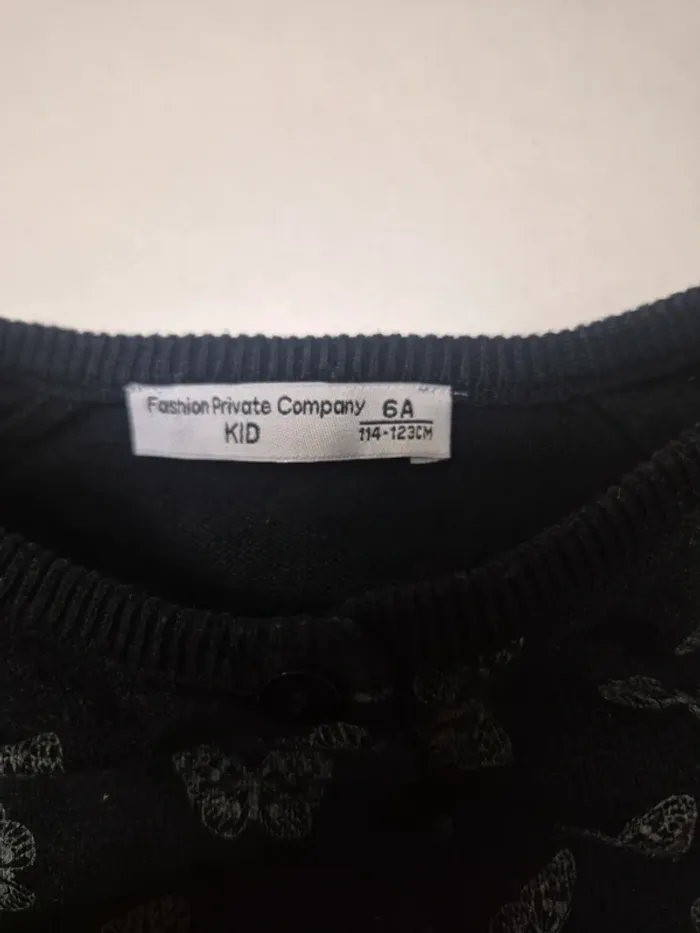 Fashion Private Company 6A
KID 114-123CM